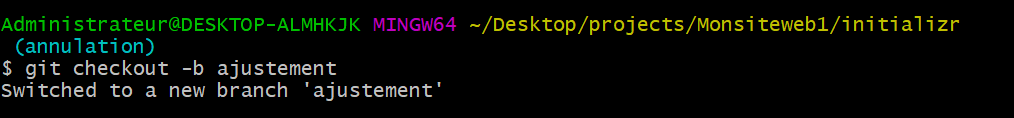 Administrateur@DESKTOP-ALMHKJK MINGW64 ~/Desktop/projects/Monsiteweb1/initializr
(annulation)
$ git checkout -b ajustement
Switched to a new branch 'ajustement'